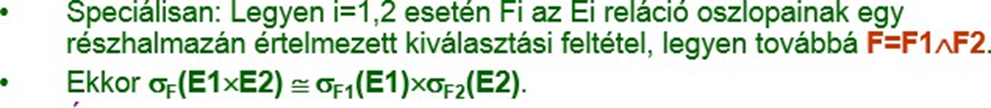 • Speciálisan: Legyen i=1,2 esetén Fi az Ei reláció oszlopainak egy
részhalmazán értelmezett kiválasztási feltétel, legyen továbbá F=F1∧F2.
• Ekkor σF(E1×E2) ≅ σF1(E1)×σF2(E2).